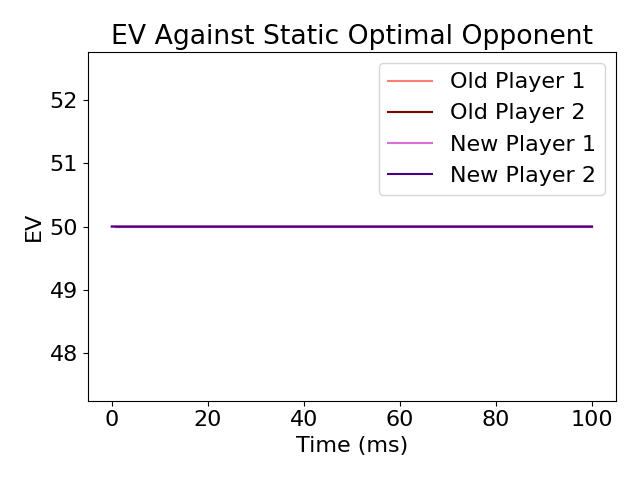 EV Against Static Optimal Opponent
Old Player 1
Old Player 2
New Player 1
New Player 2
EV
52
51
50
49
48
0 20 40 60 80 100
Time (ms)